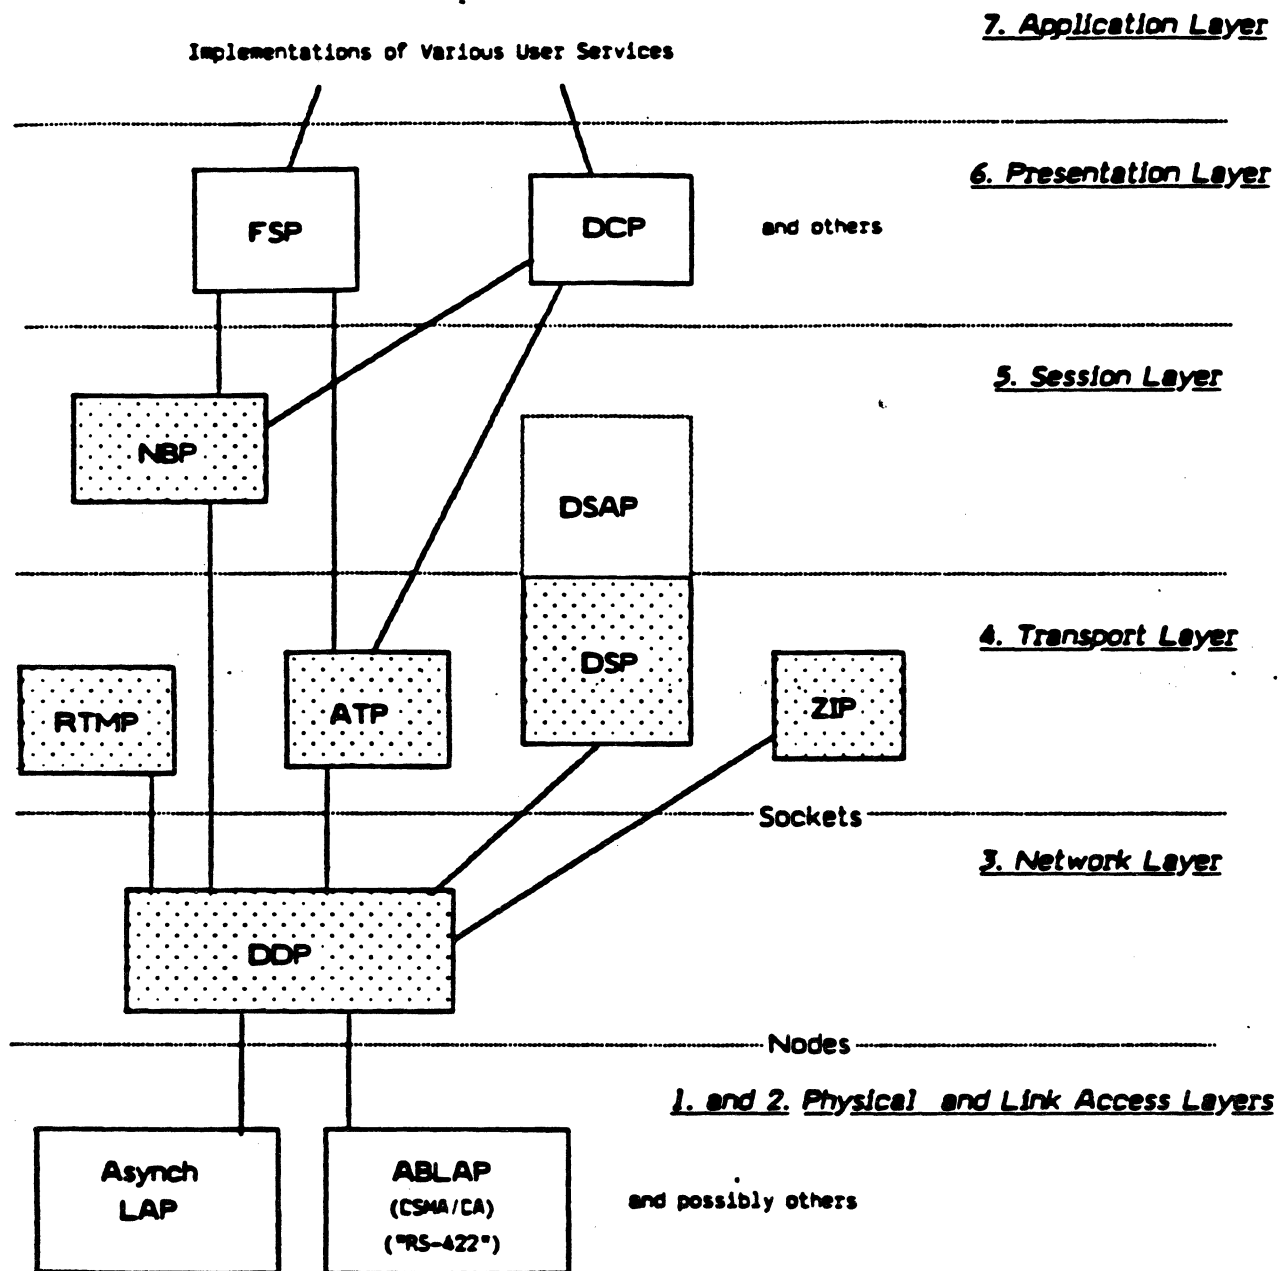 7. Application Layer
Implementations of Various User Services
6. Presentation Layer
FSP
DCP
and others
5. Session Layer
NBP
DSAP
4. Transport Layer
DSP
RTMP
ATP
ZIP
Sockets
3. Network Layer
DDP
Nodes
1. and 2. Physical and Link Access Layers
Asynch
LAP
ABLAP
(CSMA/CA)
("RS-422")
and possibly others